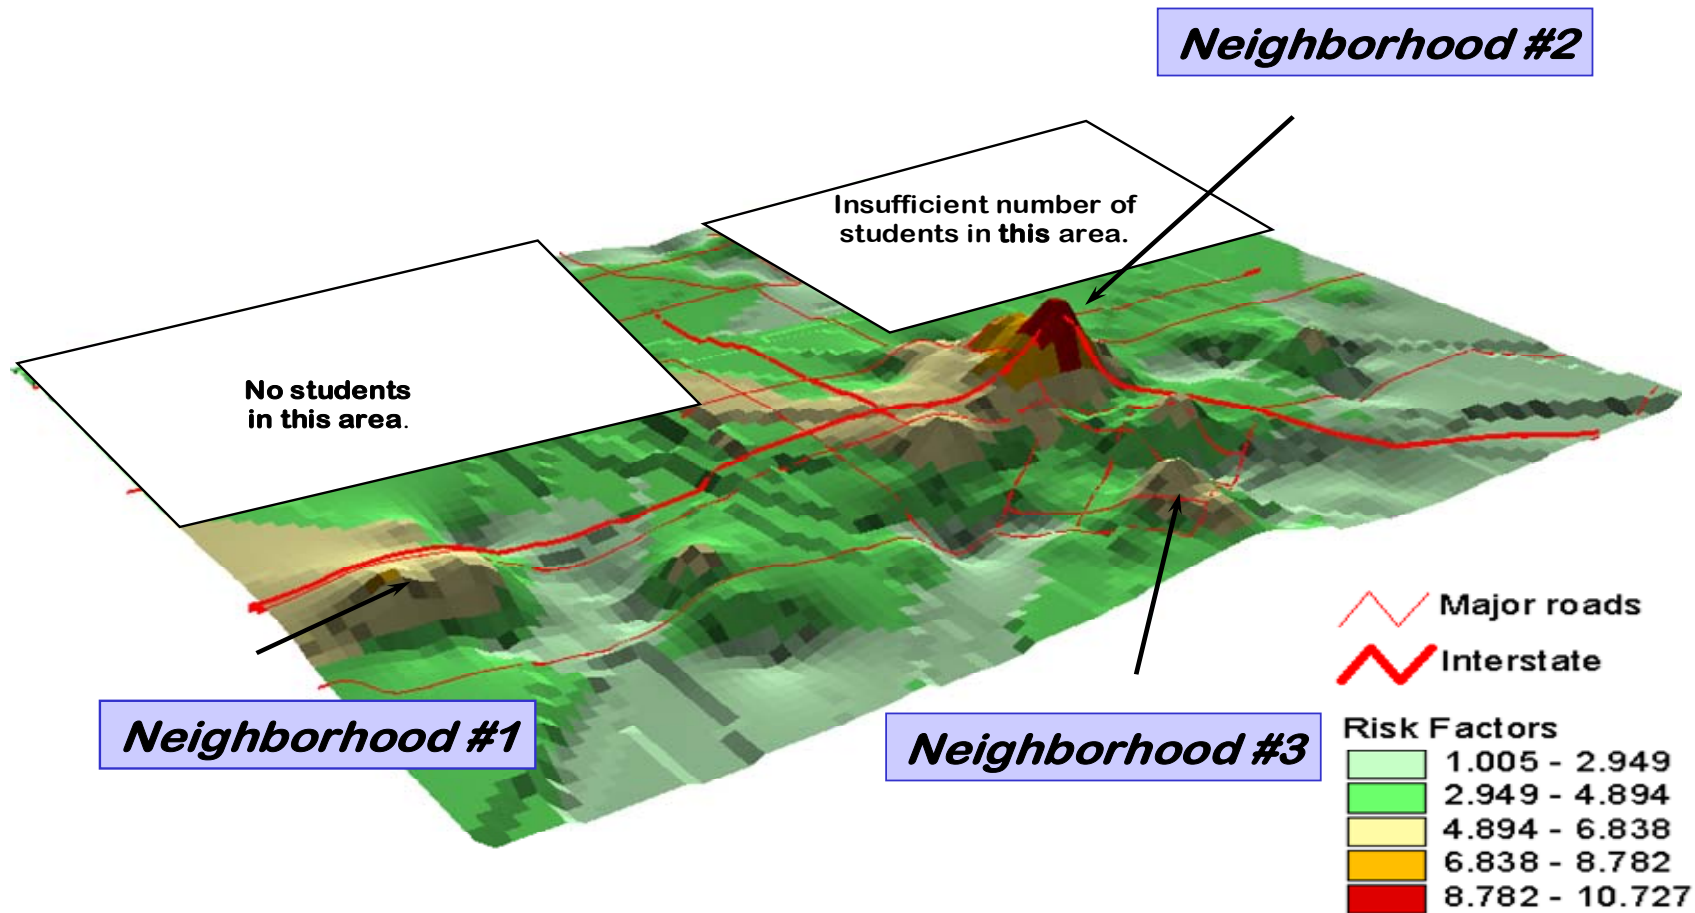 Neighborhood #2
Insufficient number of
students in this area.
No students
in this area.
Neighborhood #1
Neighborhood #3
Major roads
Interstate
Risk Factors
1.005 - 2.949
2.949 - 4.894
4.894 - 6.838
6.838 - 8.782
8.782 - 10.727